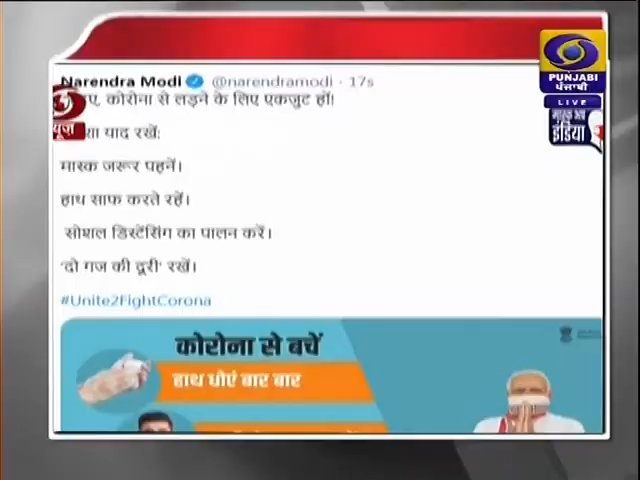 Narendra Modi @narendramodi · 17s
कोरोना से लड़ने के लिए एकजुट हों!
याद रखें:
मास्क जरूर पहनें।
हाथ साफ करते रहें।
सोशल डिस्टेंसिंग का पालन करें।
'दो गज की दूरी' रखें।
#Unite2FightCorona
कोरोना से बचें
हाथ धोएं बार बार
PUNJABI
ਪੰਜਾਬੀ
LIVE
इंडिया
न्यूज़